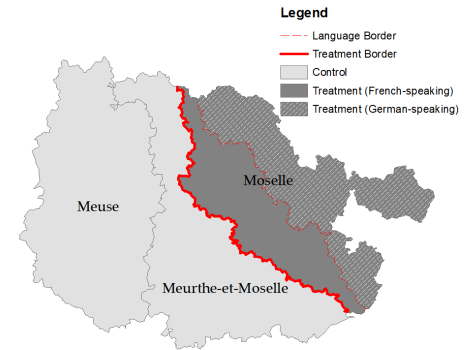 Legend
Language Border
Treatment Border
Control
Treatment (French-speaking)
Treatment (German-speaking)
Moselle
Meuse
Meurthe-et-Moselle